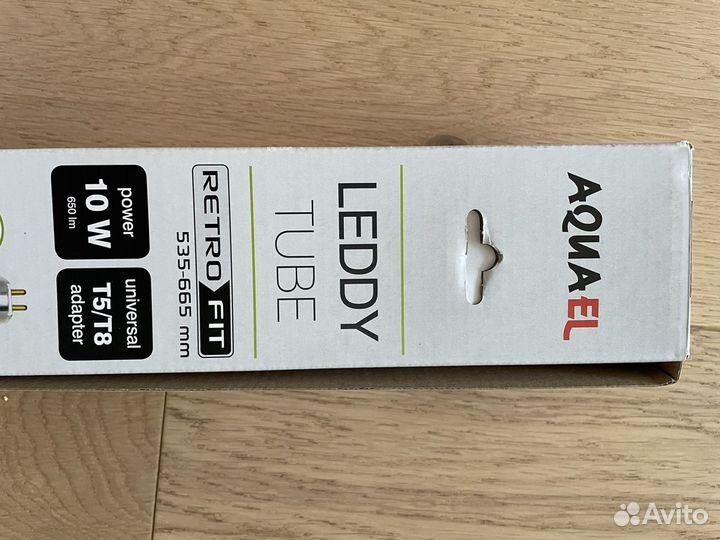 AQUAEL
LEDDY
TUBE
RETRO FIT
535-665 mm
power
10 W
650 lm
universal
T5/T8
adapter
Avito